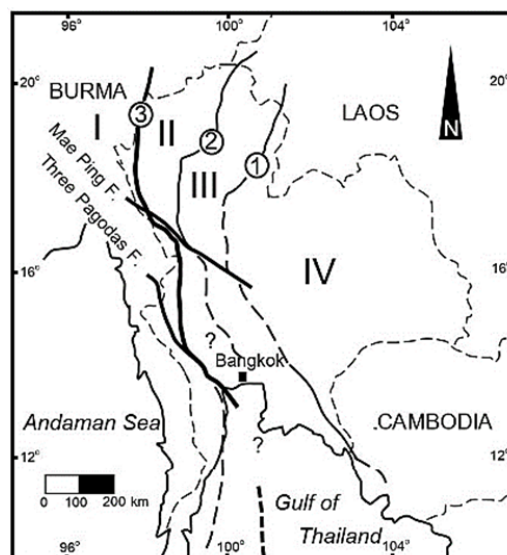 96° 100° 104°
20° 20°
BURMA
LAOS
I
3
II
2
III
1
N
Mae Ping F.
Three Pagodas F.
16° 16°
IV
?
Bangkok
Andaman Sea
CAMBODIA
12° 12°
?
0 100 200 km
Gulf of
Thailand
96° 100° 104°